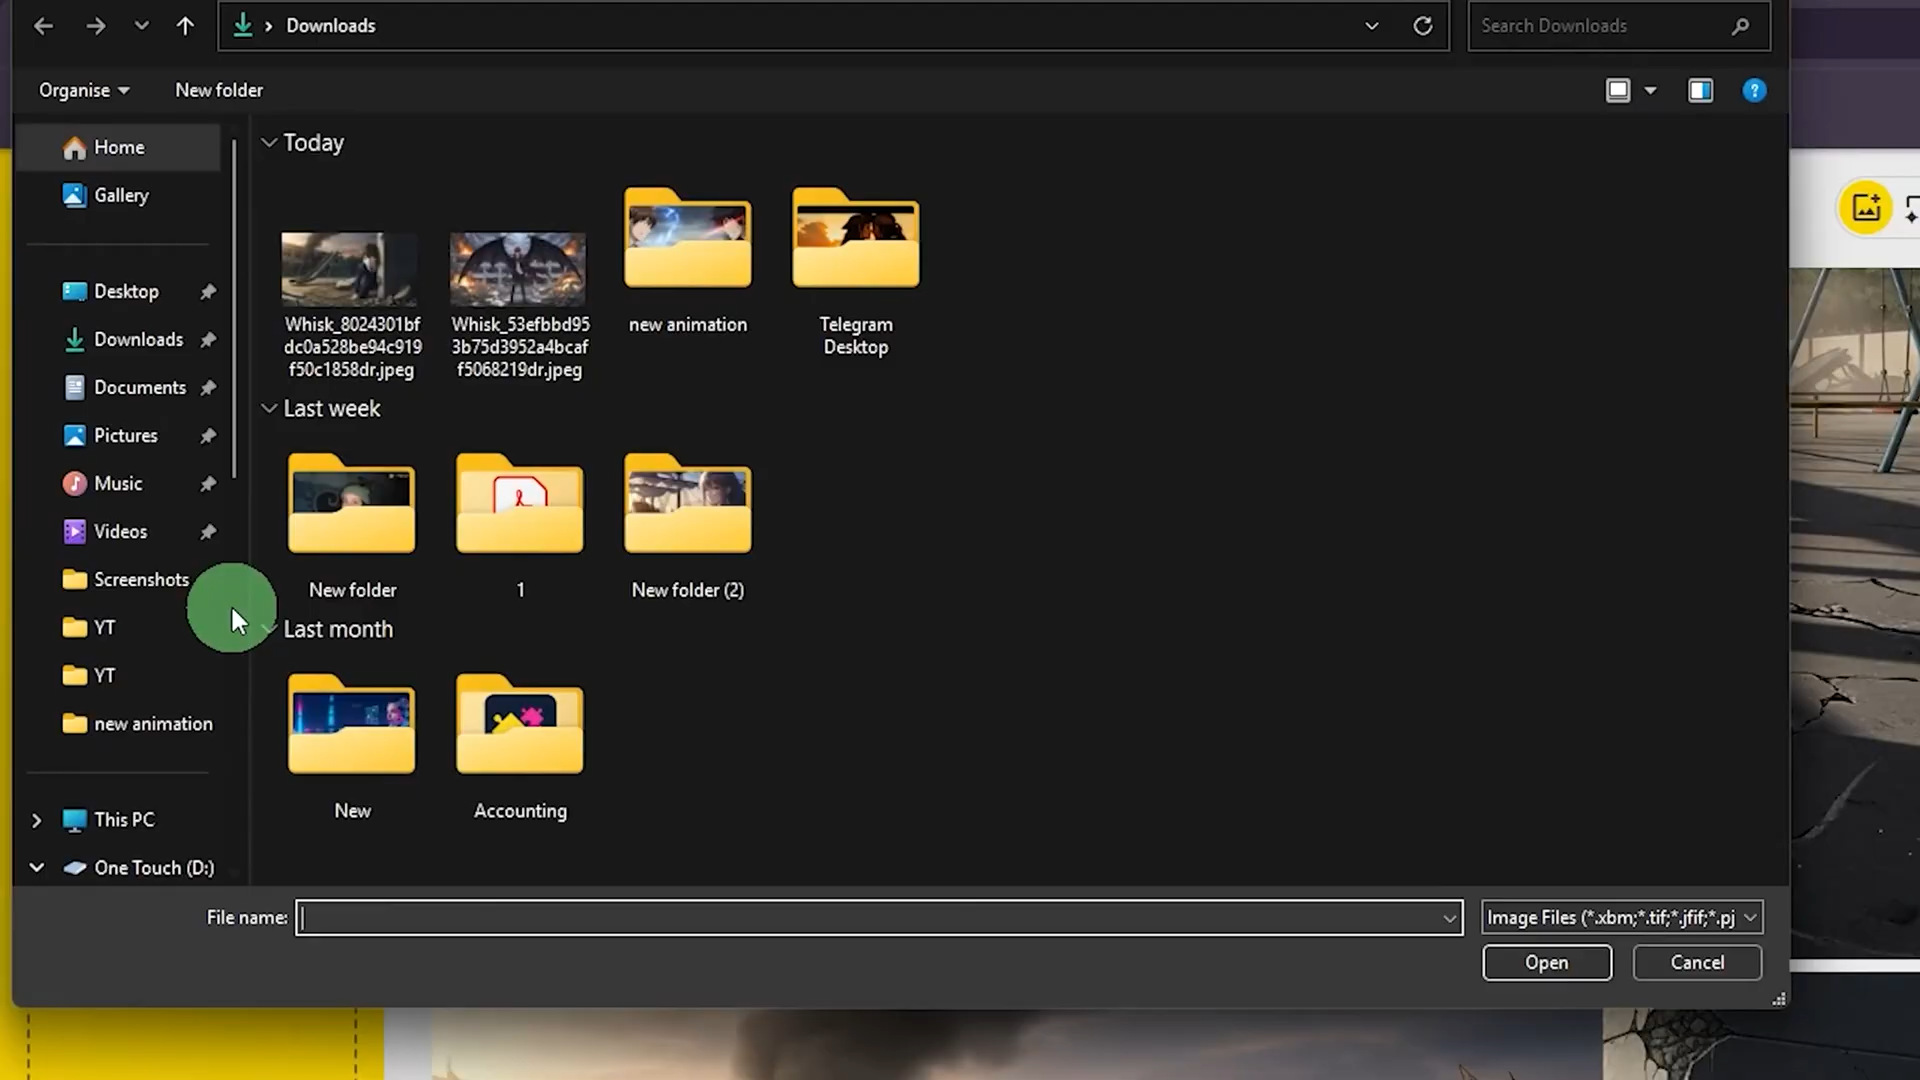 Downloads
Search Downloads
Organise
New folder
Home
Gallery
Desktop
Downloads
Documents
Pictures
Music
Videos
Screenshots
YT
YT
new animation
This PC
One Touch (D:)
Today
Whisk_8024301bf
dc0a528be94c919
f50c1858dr.jpeg
Whisk_53efbbd95
3b75d3952a4bcaf
f5068219dr.jpeg
new animation
Telegram
Desktop
Last week
New folder
1
New folder (2)
Last month
New
Accounting
File name:
Image Files (*.xbm;*.tif;*.jfif;*.pj
Open
Cancel